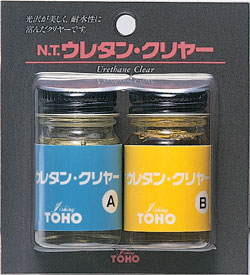 光沢が美しく、耐水性に
富んだクリヤーです。
N.T.ウレタン・クリヤー
Urethane Clear
ウレタン・クリヤー
A
Fishing
TOHO
ウレタン・クリヤー
B
Fishing
TOHO
TOHO